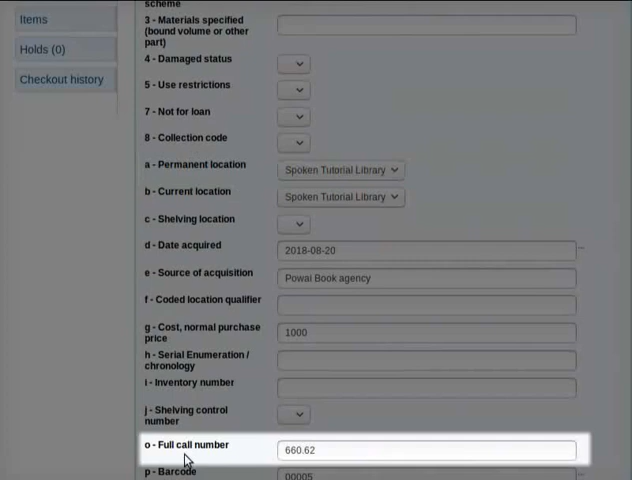 scheme
Items
3 - Materials specified
(bound volume or other
part)
Holds (0)
4 - Damaged status
Checkout history
5 - Use restrictions
7 - Not for loan
8 - Collection code
a - Permanent location
Spoken Tutorial Library
b - Current location
Spoken Tutorial Library
c - Shelving location
d - Date acquired
2018-08-20
e - Source of acquisition
Powai Book agency
f - Coded location qualifier
g - Cost, normal purchase
price
1000
h - Serial Enumeration /
chronology
i - Inventory number
j - Shelving control
number
o - Full call number
660.62
p - Barcode
00005